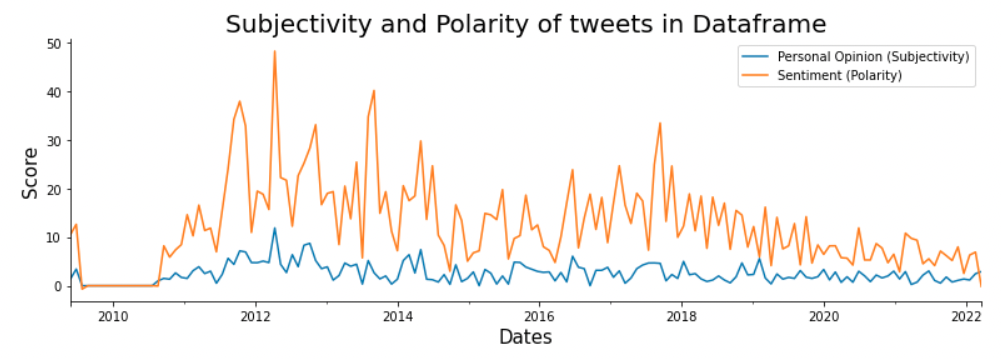 Subjectivity and Polarity of tweets in Dataframe
Personal Opinion (Subjectivity)
Sentiment (Polarity)
Score
50
40
30
20
10
0
2010 2012 2014 2016 2018 2020 2022
Dates